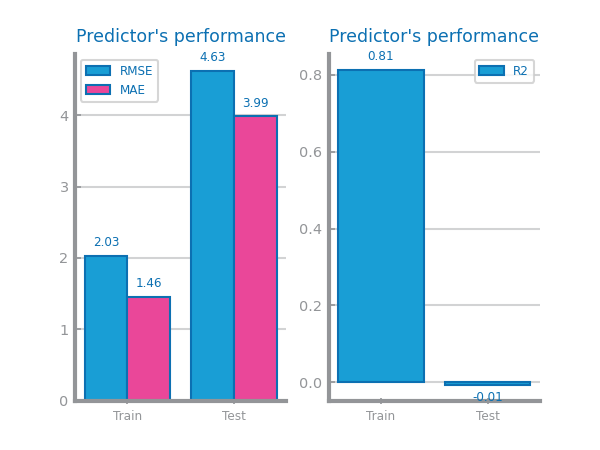 Predictor's performance
RMSE
MAE
4.63
3.99
2.03
1.46
4
3
2
1
0
Train Test
Predictor's performance
R2
0.81
-0.01
0.8
0.6
0.4
0.2
0.0
Train Test